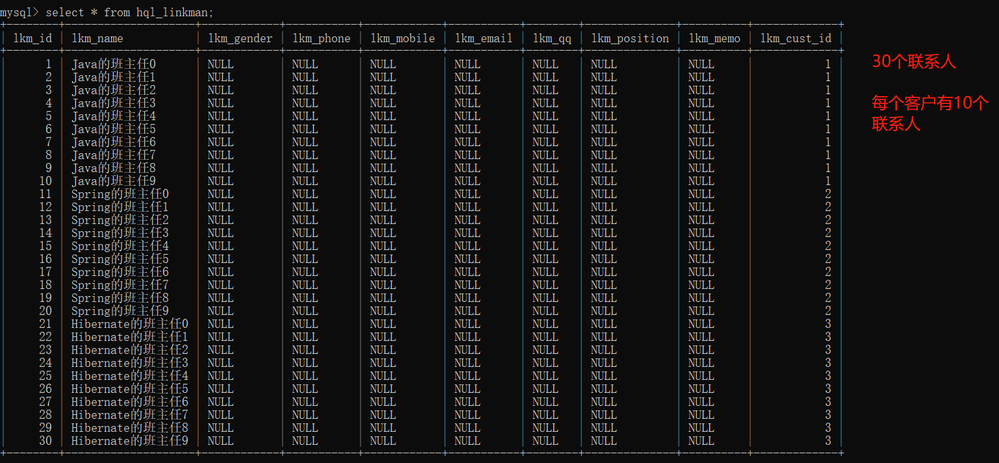 mysql> select * from hql_linkman;
| lkm_id | lkm_name | lkm_gender | lkm_phone | lkm_mobile | lkm_email | lkm_qq | lkm_position | lkm_memo | lkm_cust_id |
| 1 | Java的班主任0 | NULL | NULL | NULL | NULL | NULL | NULL | NULL | 1 |
| 2 | Java的班主任1 | NULL | NULL | NULL | NULL | NULL | NULL | NULL | 1 |
| 3 | Java的班主任2 | NULL | NULL | NULL | NULL | NULL | NULL | NULL | 1 |
| 4 | Java的班主任3 | NULL | NULL | NULL | NULL | NULL | NULL | NULL | 1 |
| 5 | Java的班主任4 | NULL | NULL | NULL | NULL | NULL | NULL | NULL | 1 |
| 6 | Java的班主任5 | NULL | NULL | NULL | NULL | NULL | NULL | NULL | 1 |
| 7 | Java的班主任6 | NULL | NULL | NULL | NULL | NULL | NULL | NULL | 1 |
| 8 | Java的班主任7 | NULL | NULL | NULL | NULL | NULL | NULL | NULL | 1 |
| 9 | Java的班主任8 | NULL | NULL | NULL | NULL | NULL | NULL | NULL | 1 |
| 10 | Java的班主任9 | NULL | NULL | NULL | NULL | NULL | NULL | NULL | 1 |
| 11 | Spring的班主任0 | NULL | NULL | NULL | NULL | NULL | NULL | NULL | 2 |
| 12 | Spring的班主任1 | NULL | NULL | NULL | NULL | NULL | NULL | NULL | 2 |
| 13 | Spring的班主任2 | NULL | NULL | NULL | NULL | NULL | NULL | NULL | 2 |
| 14 | Spring的班主任3 | NULL | NULL | NULL | NULL | NULL | NULL | NULL | 2 |
| 15 | Spring的班主任4 | NULL | NULL | NULL | NULL | NULL | NULL | NULL | 2 |
| 16 | Spring的班主任5 | NULL | NULL | NULL | NULL | NULL | NULL | NULL | 2 |
| 17 | Spring的班主任6 | NULL | NULL | NULL | NULL | NULL | NULL | NULL | 2 |
| 18 | Spring的班主任7 | NULL | NULL | NULL | NULL | NULL | NULL | NULL | 2 |
| 19 | Spring的班主任8 | NULL | NULL | NULL | NULL | NULL | NULL | NULL | 2 |
| 20 | Spring的班主任9 | NULL | NULL | NULL | NULL | NULL | NULL | NULL | 2 |
| 21 | Hibernate的班主任0 | NULL | NULL | NULL | NULL | NULL | NULL | NULL | 3 |
| 22 | Hibernate的班主任1 | NULL | NULL | NULL | NULL | NULL | NULL | NULL | 3 |
| 23 | Hibernate的班主任2 | NULL | NULL | NULL | NULL | NULL | NULL | NULL | 3 |
| 24 | Hibernate的班主任3 | NULL | NULL | NULL | NULL | NULL | NULL | NULL | 3 |
| 25 | Hibernate的班主任4 | NULL | NULL | NULL | NULL | NULL | NULL | NULL | 3 |
| 26 | Hibernate的班主任5 | NULL | NULL | NULL | NULL | NULL | NULL | NULL | 3 |
| 27 | Hibernate的班主任6 | NULL | NULL | NULL | NULL | NULL | NULL | NULL | 3 |
| 28 | Hibernate的班主任7 | NULL | NULL | NULL | NULL | NULL | NULL | NULL | 3 |
| 29 | Hibernate的班主任8 | NULL | NULL | NULL | NULL | NULL | NULL | NULL | 3 |
| 30 | Hibernate的班主任9 | NULL | NULL | NULL | NULL | NULL | NULL | NULL | 3 |
30个联系人
每个客户有10个
联系人